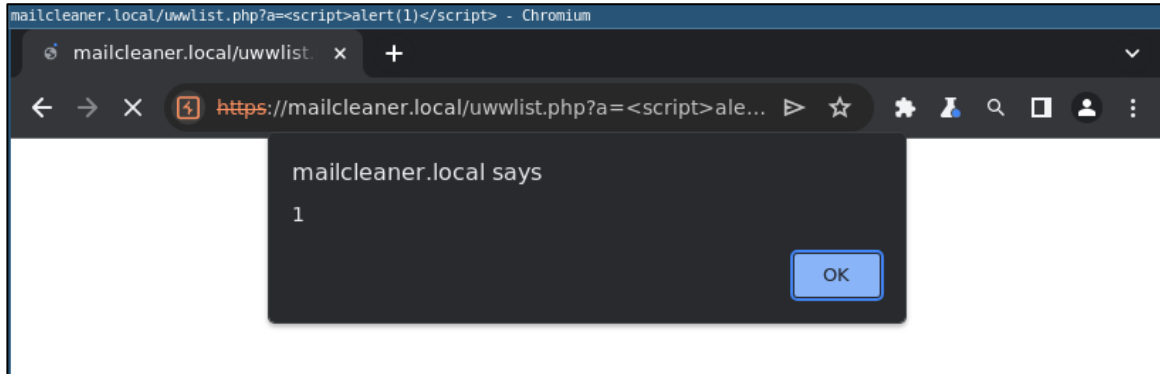 mailcleaner.local/uwwlist.php?a=<script>alert(1)</script> - Chromium
mailcleaner.local/uwwlist.
https://mailcleaner.local/uwwlist.php?a=<script>ale...
mailcleaner.local says
1
OK